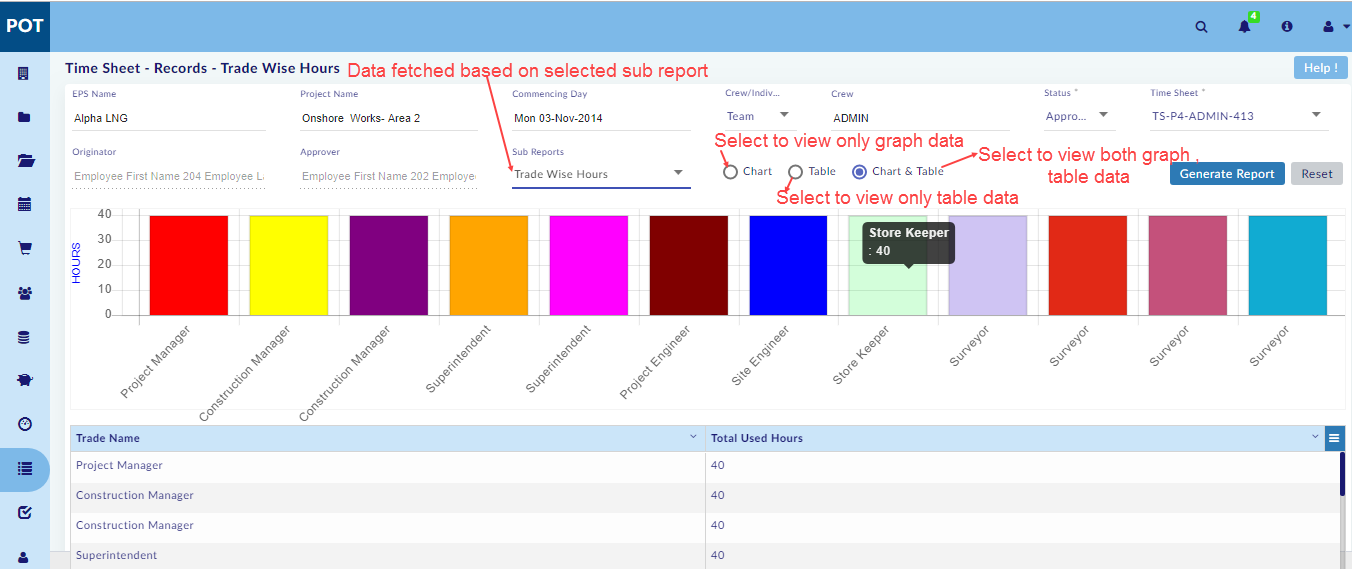 POT
4
Time Sheet - Records - Trade Wise Hours
Data fetched based on selected sub report
Help !
EPS Name
Project Name
Commencing Day
Crew/Indiv...
Crew
Status *
Time Sheet *
Alpha LNG
Onshore Works- Area 2
Mon 03-Nov-2014
Team
ADMIN
Appro...
TS-P4-ADMIN-413
Select to view only graph data
Originator
Approver
Sub Reports
Select to view both graph ,
table data
Employee First Name 204 Employee La
Employee First Name 202 Employee
Trade Wise Hours
Chart
Table
Chart & Table
Generate Report
Reset
Select to view only table data
HOURS
40
30
20
10
0
Store Keeper
: 40
Project Manager
Construction Manager
Construction Manager
Superintendent
Superintendent
Project Engineer
Site Engineer
Store Keeper
Surveyor
Surveyor
Surveyor
Surveyor
Trade Name
Total Used Hours
Project Manager
40
Construction Manager
40
Construction Manager
40
Superintendent
40